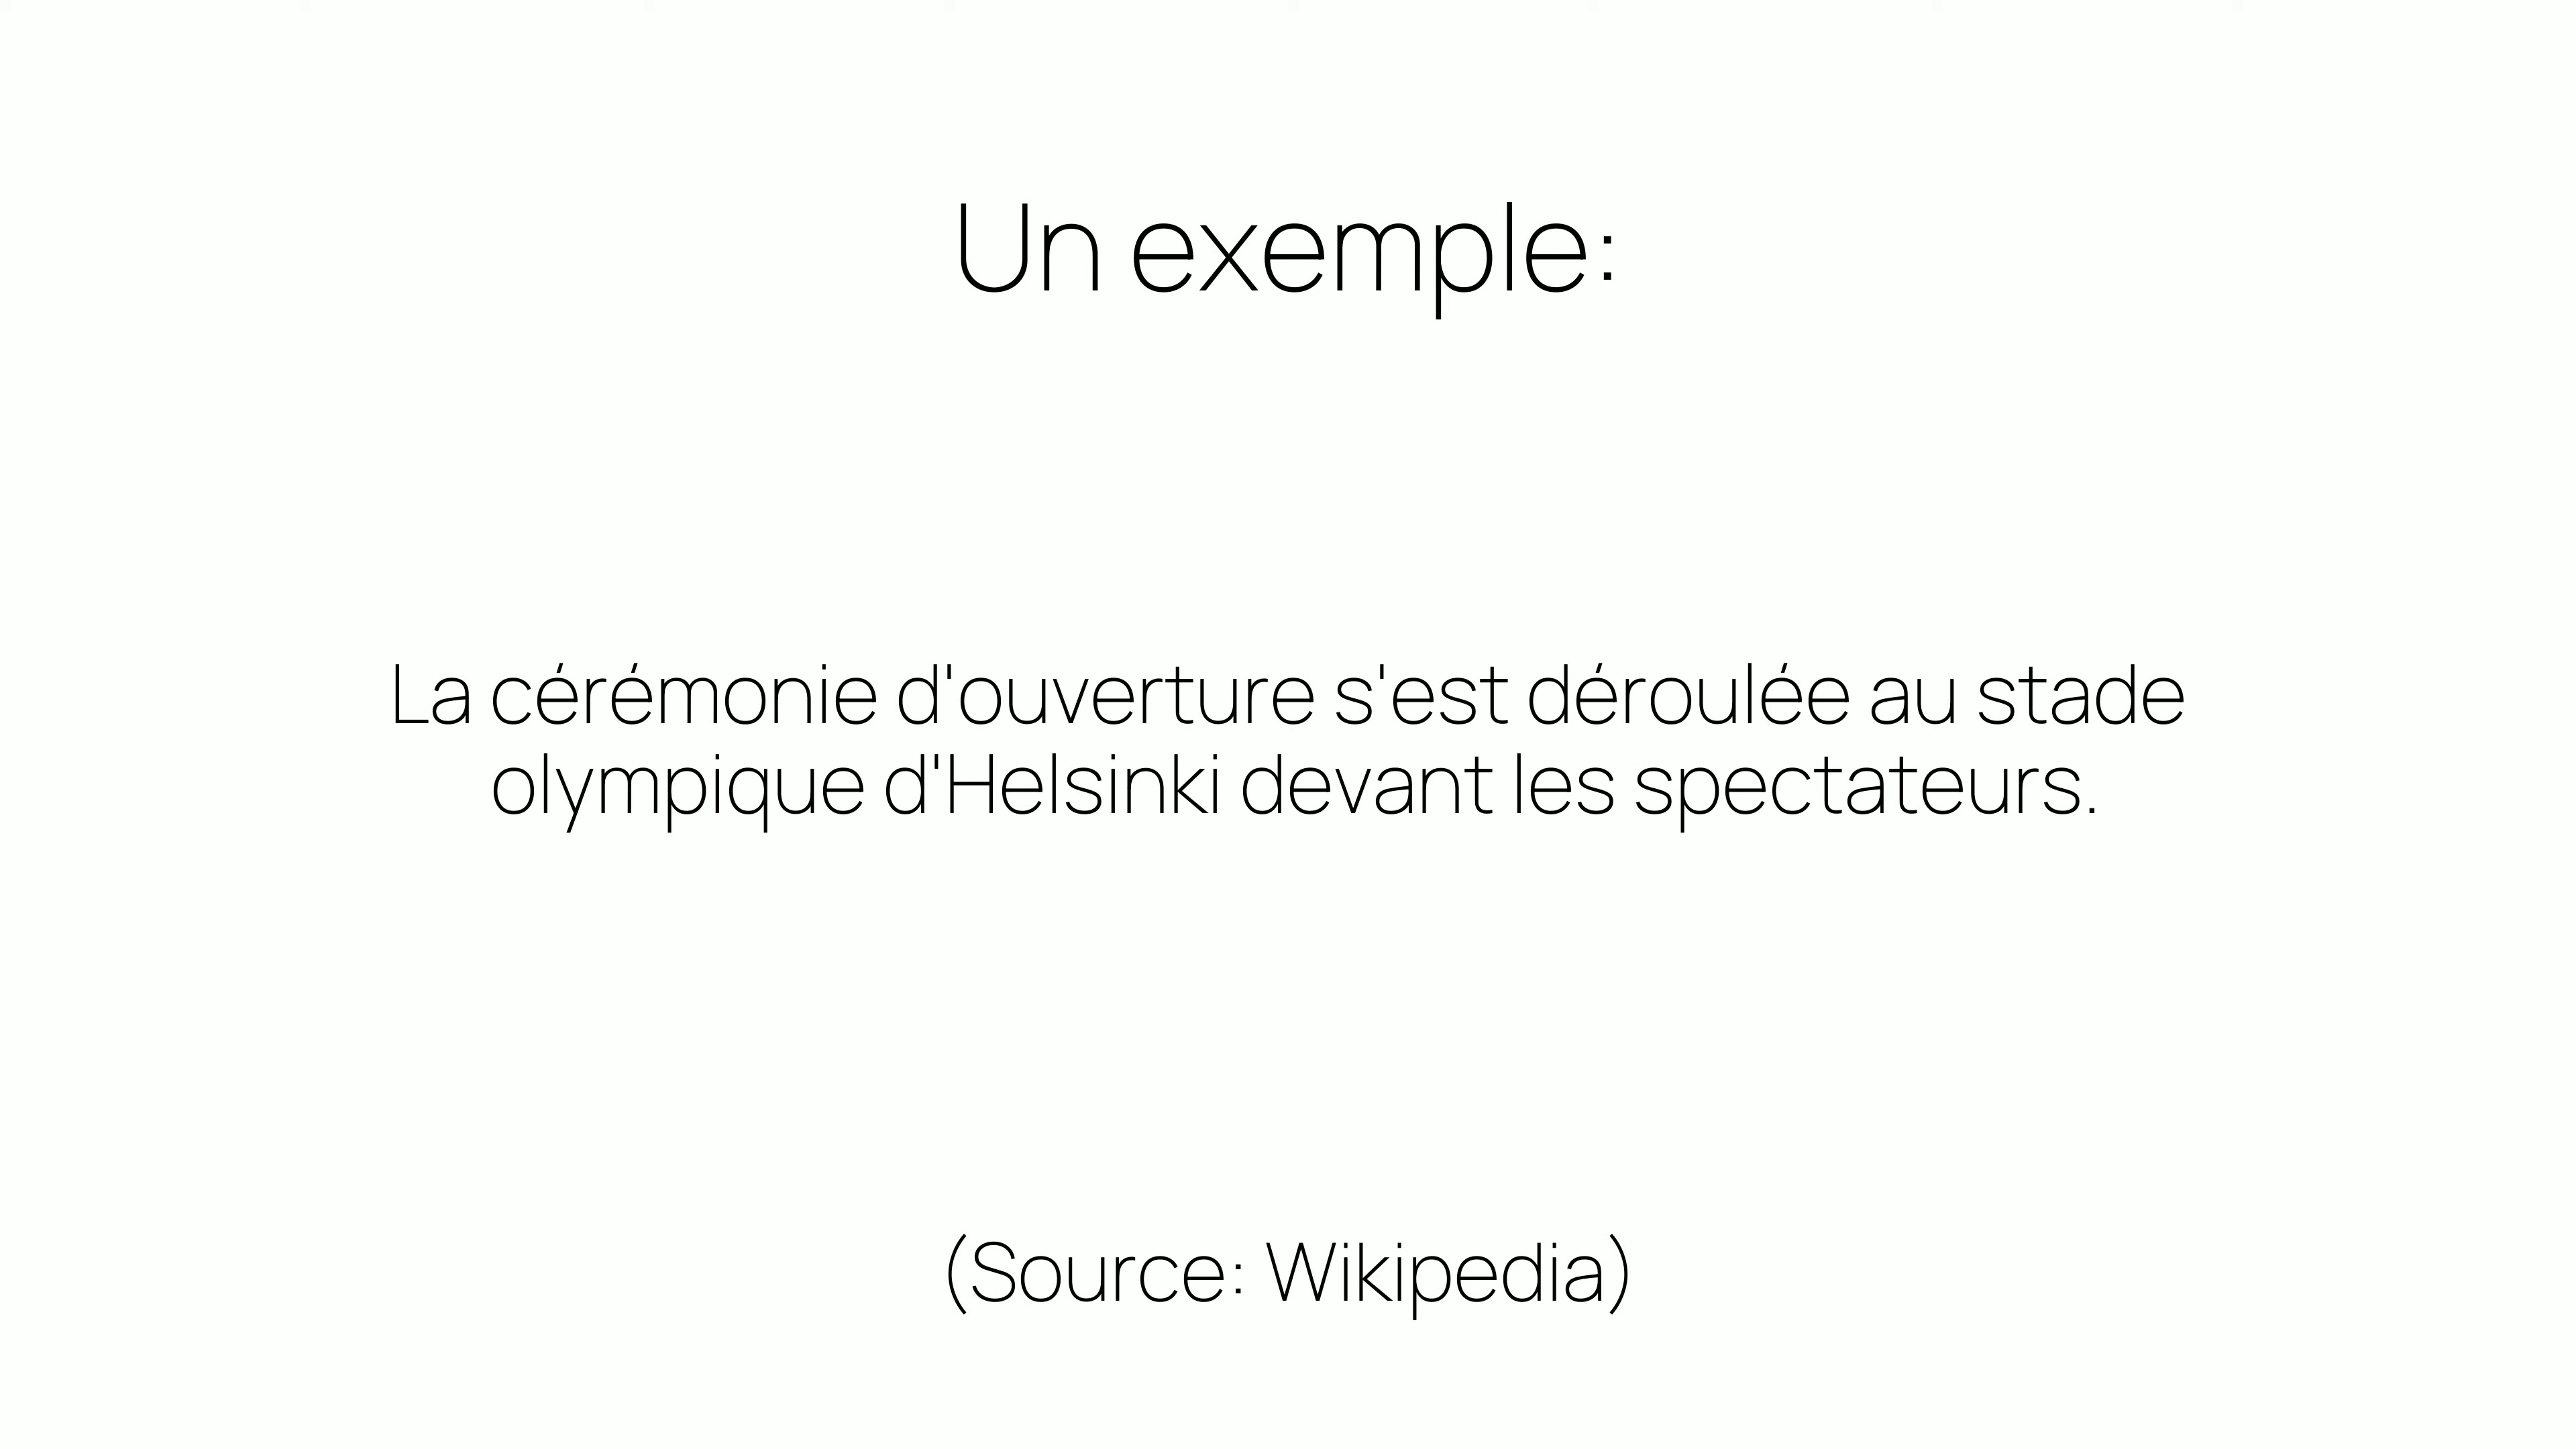 Un exemple:
La cérémonie d'ouverture s'est déroulée au stade
olympique d'Helsinki devant les spectateurs.
(Source: Wikipedia)